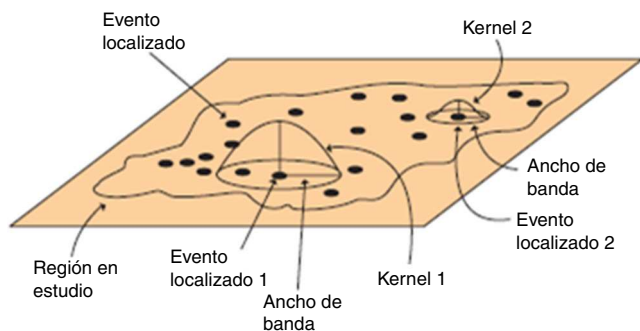 Evento
localizado
Kernel 2
Ancho de
banda
Evento
localizado 2
Región en
estudio
Evento
localizado 1
Ancho de
banda
Kernel 1